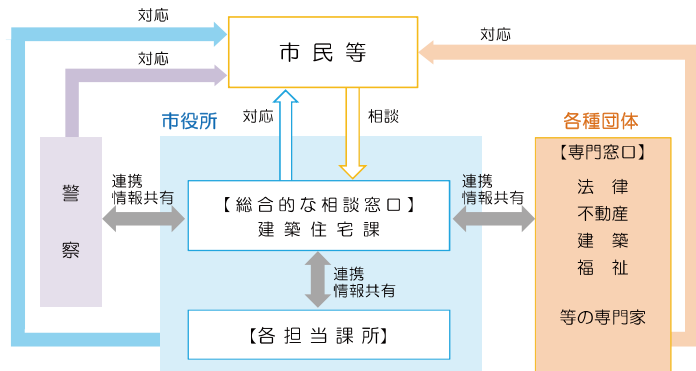 対応
対応
市民等
対応
市役所
対応
相談
各種団体
【専門窓口】
警察
連携
情報共有
【総合的な相談窓口】
建築住宅課
連携
情報共有
法律
不動産
建築
福祉
等の専門家
連携
情報共有
【各担当課所】